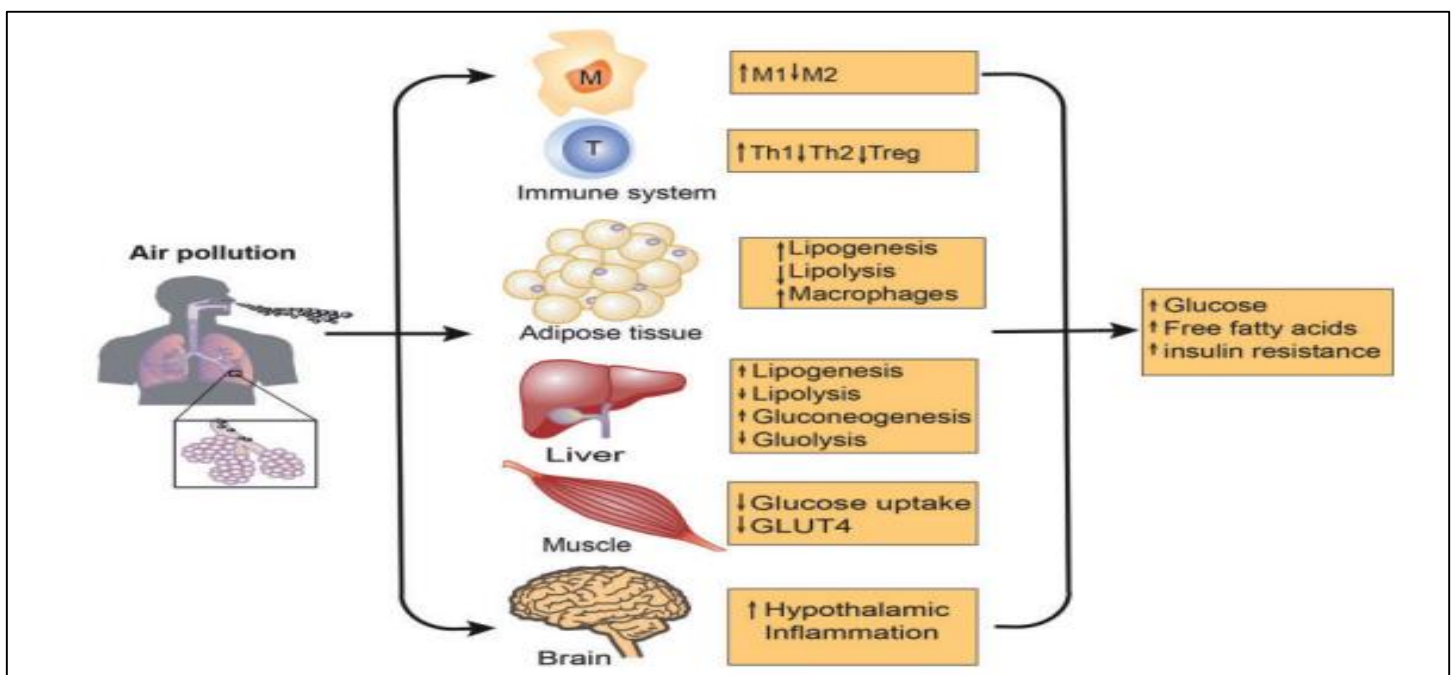 Air pollution
M
↑M1↓M2
T
↑Th1↓Th2↓Treg
Immune system
↑Lipogenesis
↓Lipolysis
↑Macrophages
Adipose tissue
↑Lipogenesis
↓Lipolysis
↑Gluconeogenesis
↓Gluolysis
Liver
↓Glucose uptake
↓GLUT4
Muscle
↑Hypothalamic
Inflammation
Brain
↑Glucose
↑Free fatty acids
↑insulin resistance